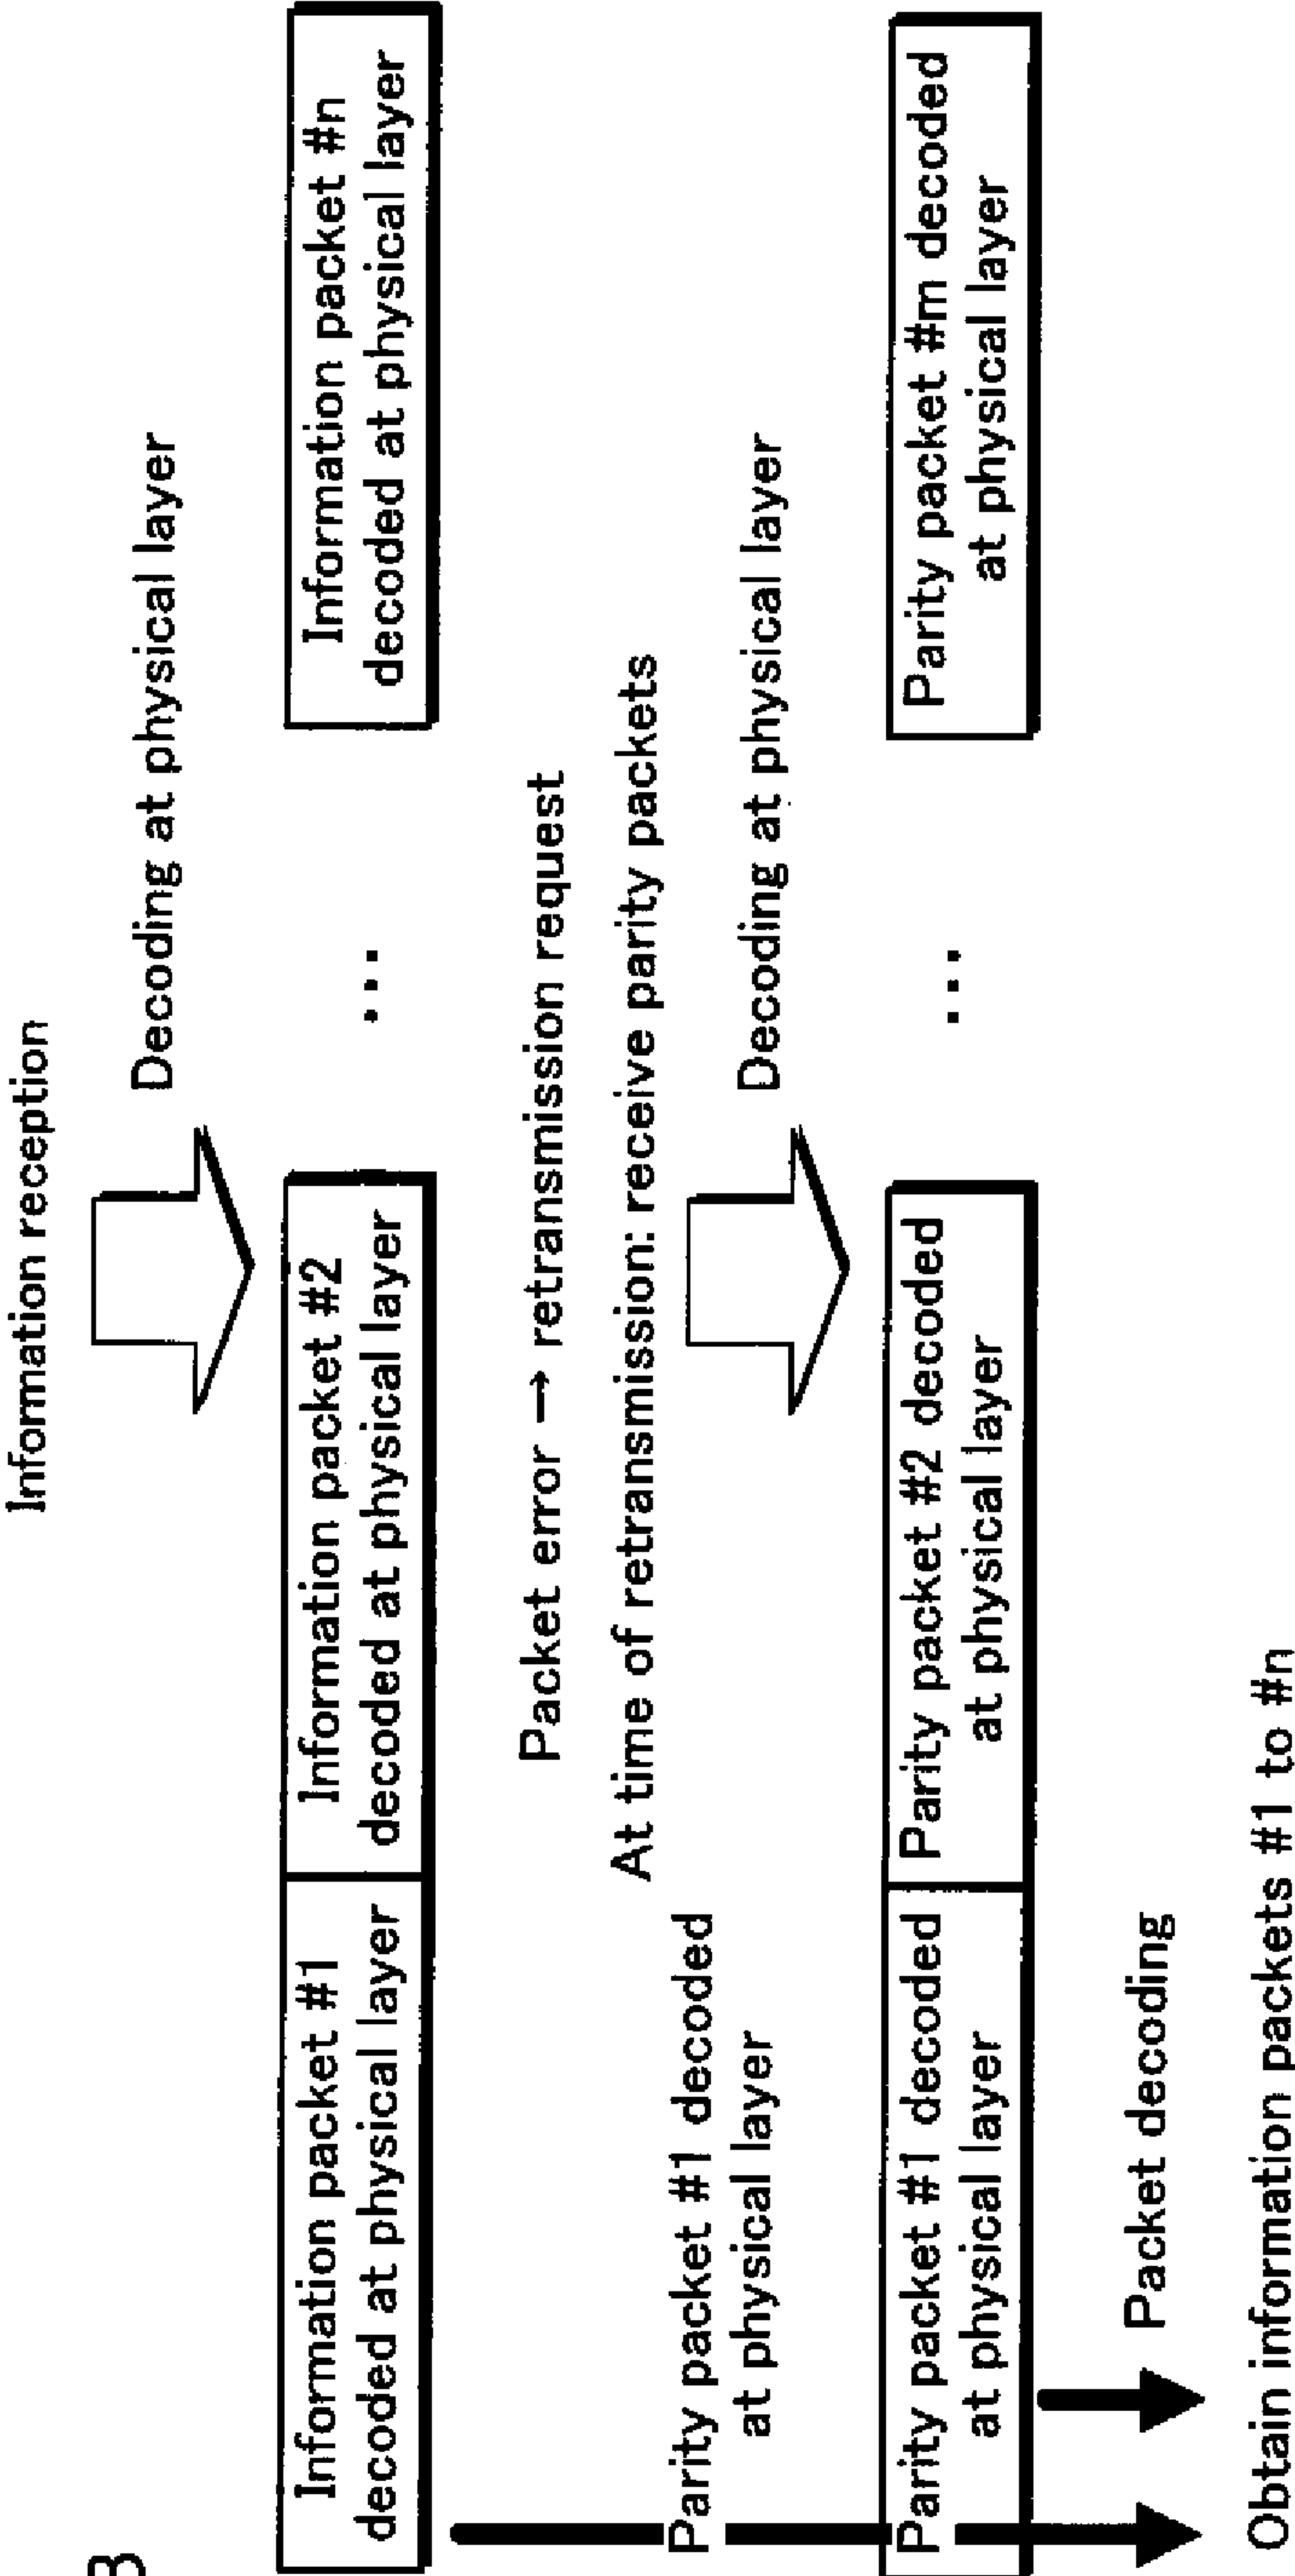 Information reception
Decoding at physical layer
Information packet #1
decoded at physical layer
Information packet #2
decoded at physical layer
...
Information packet #n
decoded at physical layer
Packet error → retransmission request
At time of retransmission: receive parity packets
Parity packet #1 decoded
at physical layer
Decoding at physical layer
Parity packet #1 decoded
at physical layer
Parity packet #2 decoded
at physical layer
...
Parity packet #m decoded
at physical layer
Packet decoding
Obtain information packets #1 to #n